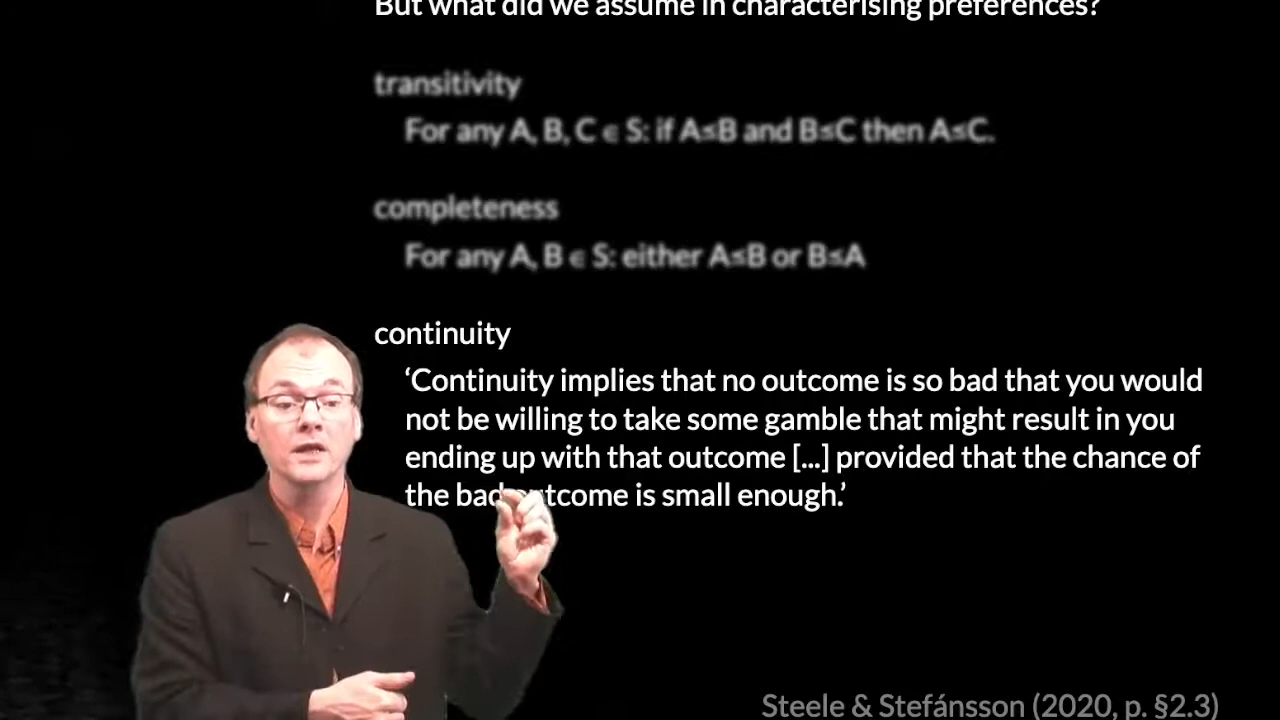 But what did we assume in characterising preferences?
transitivity
For any A, B, C ∈ S: if A≤B and B≤C then A≤C.
completeness
For any A, B ∈ S: either A≤B or B≤A
continuity
‘Continuity implies that no outcome is so bad that you would
not be willing to take some gamble that might result in you
ending up with that outcome [...] provided that the chance of
the bad outcome is small enough.’
Steele & Stefánsson (2020, p. §2.3)